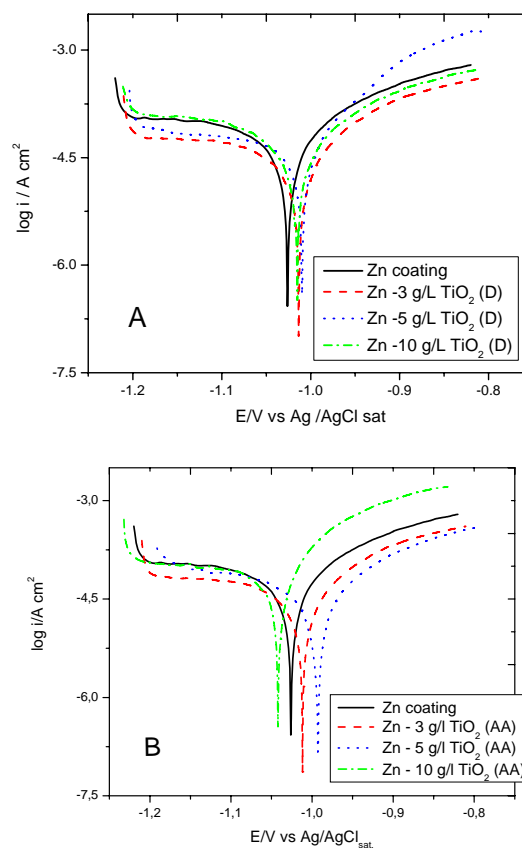 -3.0
-4.5
-6.0
-7.5
log i / A cm²
A
Zn coating
Zn -3 g/L TiO₂ (D)
Zn -5 g/L TiO₂ (D)
Zn -10 g/L TiO₂ (D)
-1.2 -1.1 -1.0 -0.9 -0.8
E/V vs Ag /AgCl sat
-3,0
-4,5
-6,0
-7,5
log i/A cm²
B
Zn coating
Zn - 3 g/l TiO₂ (AA)
Zn - 5 g/l TiO₂ (AA)
Zn - 10 g/l TiO₂ (AA)
-1,2 -1,1 -1,0 -0,9 -0,8
E/V vs Ag/AgCl sat.